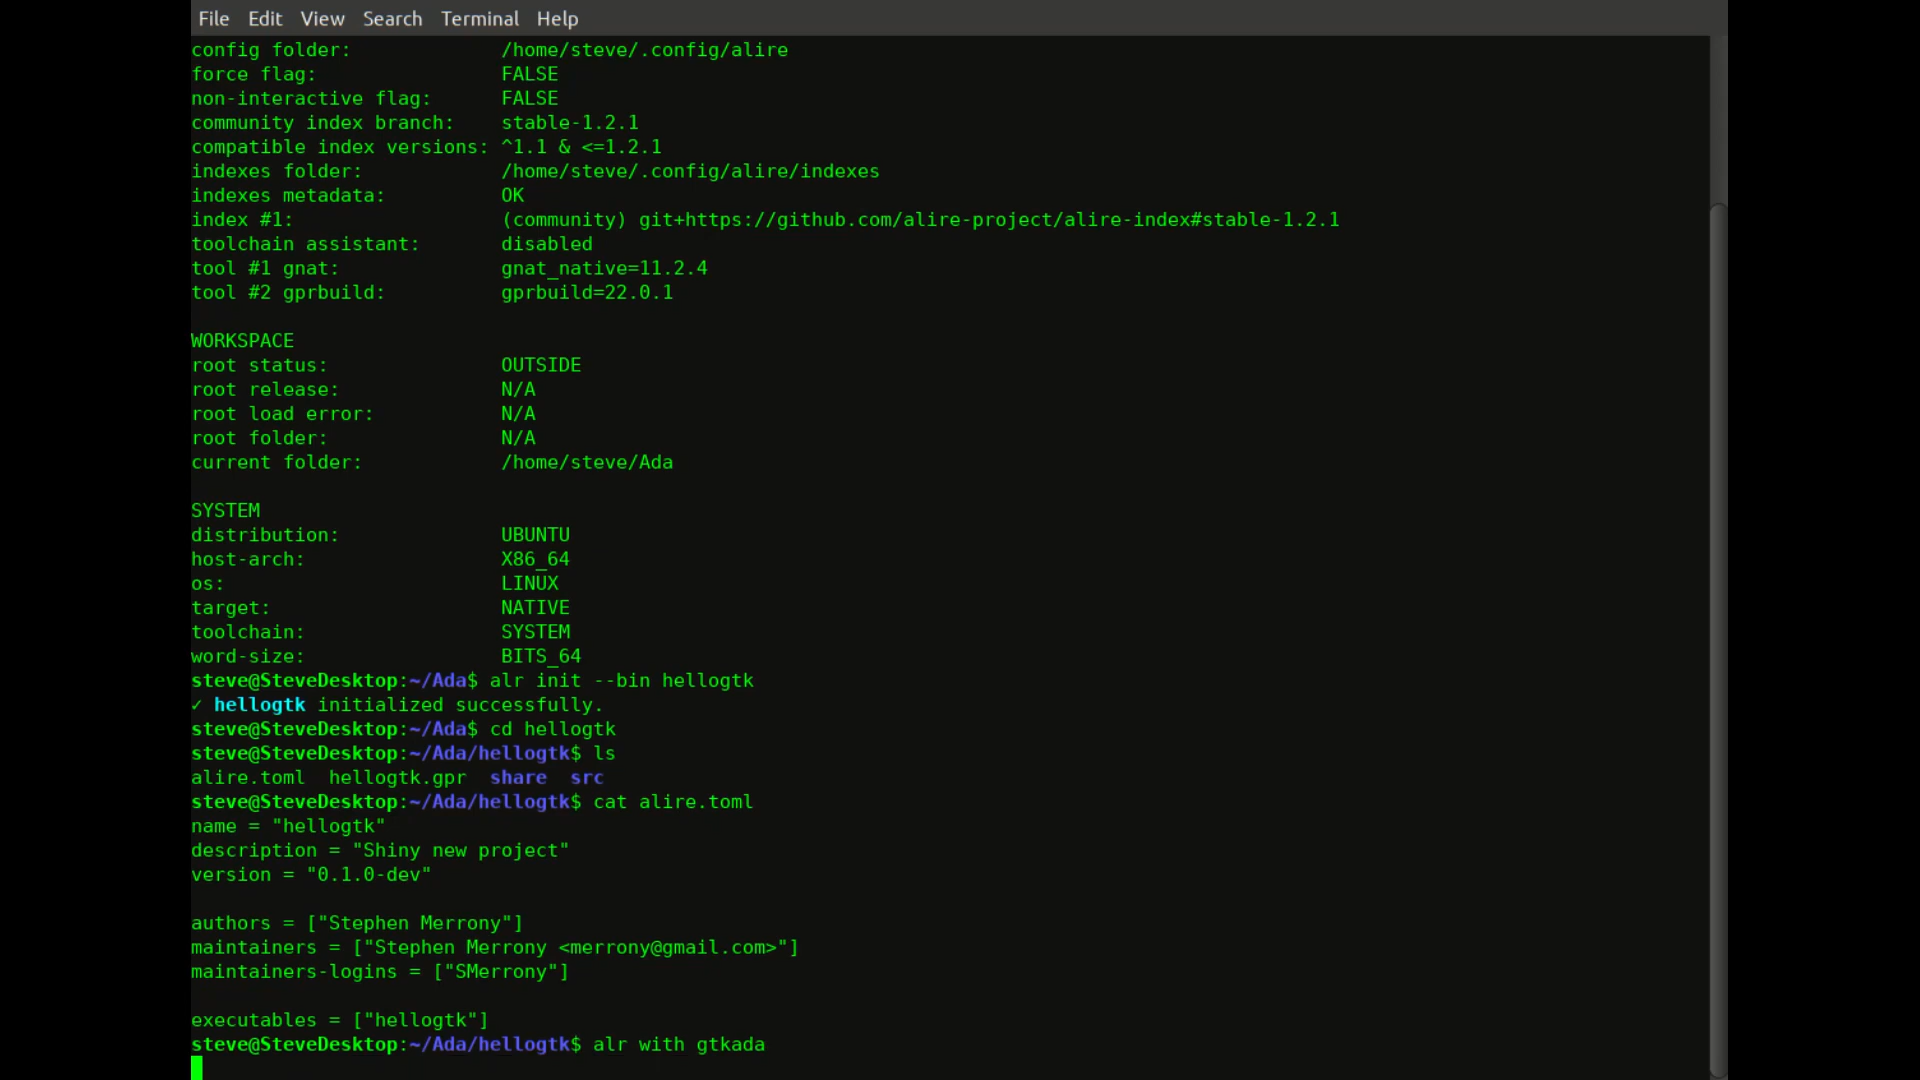 File Edit View Search Terminal Help
config folder: /home/steve/.config/alire
force flag: FALSE
non-interactive flag: FALSE
community index branch: stable-1.2.1
compatible index versions: ^1.1 & <=1.2.1
indexes folder: /home/steve/.config/alire/indexes
indexes metadata: OK
index #1: (community) git+https://github.com/alire-project/alire-index#stable-1.2.1
toolchain assistant: disabled
tool #1 gnat: gnat_native=11.2.4
tool #2 gprbuild: gprbuild=22.0.1
WORKSPACE
root status: OUTSIDE
root release: N/A
root load error: N/A
root folder: N/A
current folder: /home/steve/Ada
SYSTEM
distribution: UBUNTU
host-arch: X86_64
os: LINUX
target: NATIVE
toolchain: SYSTEM
word-size: BITS_64
steve@SteveDesktop:~/Ada$ alr init --bin hellogtk
✓ hellogtk initialized successfully.
steve@SteveDesktop:~/Ada$ cd hellogtk
steve@SteveDesktop:~/Ada/hellogtk$ ls
alire.toml hellogtk.gpr share src
steve@SteveDesktop:~/Ada/hellogtk$ cat alire.toml
name = "hellogtk"
description = "Shiny new project"
version = "0.1.0-dev"
authors = ["Stephen Merrony"]
maintainers = ["Stephen Merrony <merrony@gmail.com>"]
maintainers-logins = ["SMerrony"]
executables = ["hellogtk"]
steve@SteveDesktop:~/Ada/hellogtk$ alr with gtkada